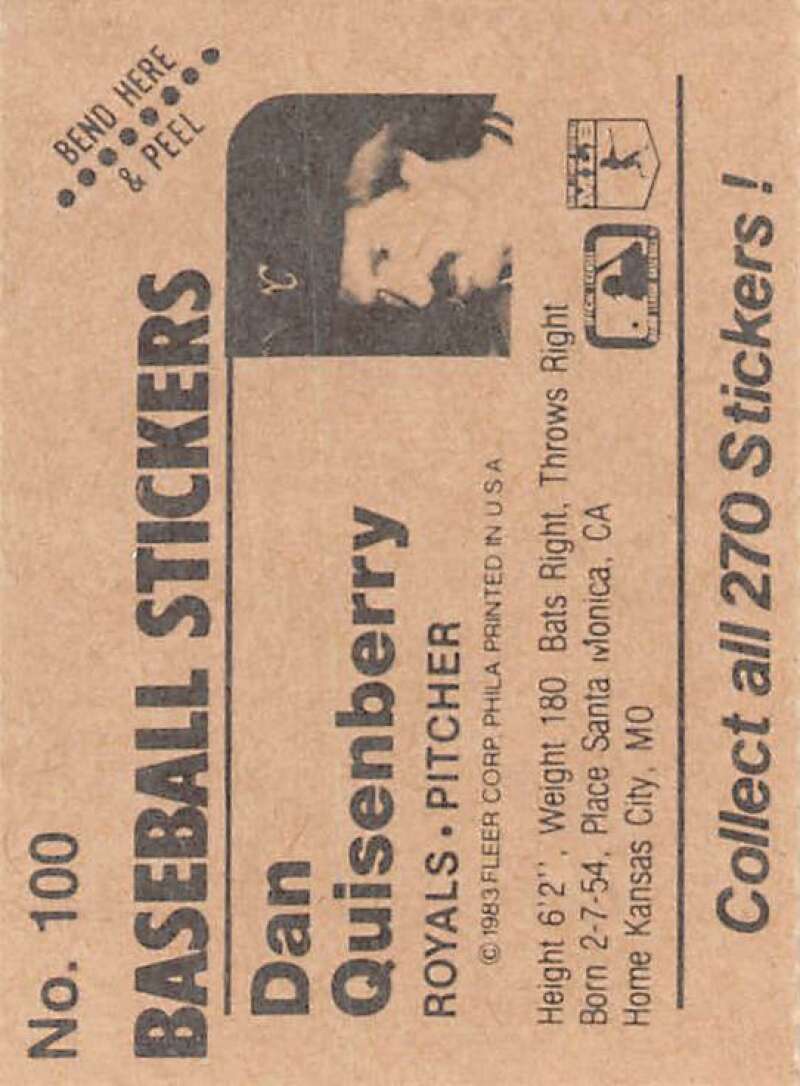 No. 100
BEND HERE
& PEEL
BASEBALL STICKERS
Dan
Quisenberry
ROYALS • PITCHER
© 1983 FLEER CORP. PHILA PRINTED IN U S A
Height 6'2'', Weight 180 Bats Right, Throws Right
Born 2-7-54, Place Santa Monica, CA
Home Kansas City, MO
Collect all 270 Stickers!